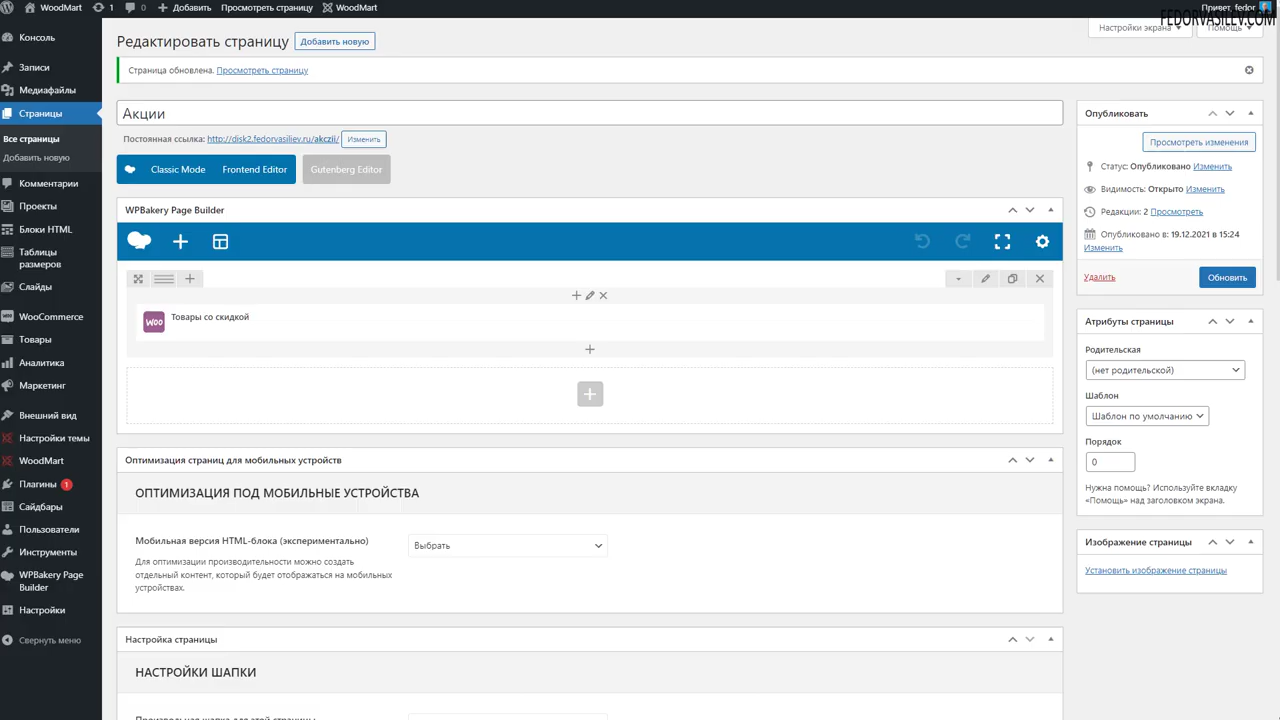 WoodMart 1 0 Добавить Просмотреть страницу WoodMart
Привет, fedor
FEDORVASILEV.COM
Консоль
Записи
Медиафайлы
Страницы
Все страницы
Добавить новую
Комментарии
Проекты
Блоки HTML
Таблицы
размеров
Слайды
WooCommerce
Товары
Аналитика
Маркетинг
Внешний вид
Настройки темы
WoodMart
Плагины 1
Сайдбары
Пользователи
Инструменты
WPBakery Page
Builder
Настройки
Свернуть меню
Настройки экрана
Помощь
Редактировать страницу Добавить новую
Страница обновлена. Просмотреть страницу
Акции
Постоянная ссылка: http://disk2.fedorvasiliev.ru/akczii/ Изменить
Classic Mode Frontend Editor Gutenberg Editor
WPBakery Page Builder
Woo Товары со скидкой
Оптимизация страниц для мобильных устройств
ОПТИМИЗАЦИЯ ПОД МОБИЛЬНЫЕ УСТРОЙСТВА
Мобильная версия HTML-блока (экспериментально)
Выбрать
Для оптимизации производительности можно создать
отдельный контент, который будет отображаться на мобильных
устройствах.
Настройка страницы
НАСТРОЙКИ ШАПКИ
Произвольная шапка для этой страницы
Опубликовать
Просмотреть изменения
Статус: Опубликовано Изменить
Видимость: Открыто Изменить
Редакции: 2 Просмотреть
Опубликовано в: 19.12.2021 в 15:24
Изменить
Удалить
Обновить
Атрибуты страницы
Родительская
(нет родительской)
Шаблон
Шаблон по умолчанию
Порядок
0
Нужна помощь? Используйте вкладку
«Помощь» над заголовком экрана.
Изображение страницы
Установить изображение страницы